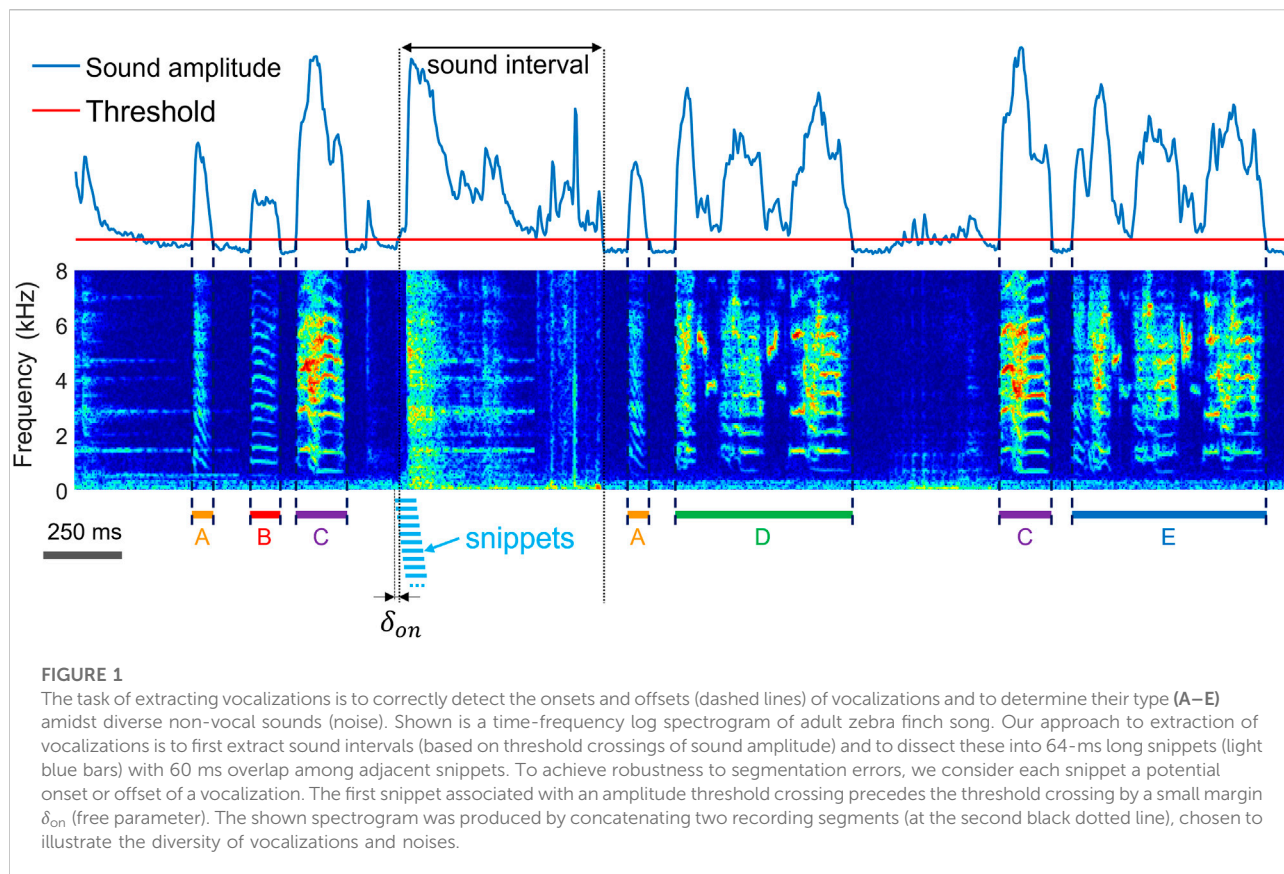 Sound amplitude
Threshold
sound interval
Frequency (kHz)
8
6
4
2
0
250 ms
A
B
C
A
D
C
E
snippets
δon
FIGURE 1
The task of extracting vocalizations is to correctly detect the onsets and offsets (dashed lines) of vocalizations and to determine their type (A–E)
amidst diverse non-vocal sounds (noise). Shown is a time-frequency log spectrogram of adult zebra finch song. Our approach to extraction of
vocalizations is to first extract sound intervals (based on threshold crossings of sound amplitude) and to dissect these into 64-ms long snippets (light
blue bars) with 60 ms overlap among adjacent snippets. To achieve robustness to segmentation errors, we consider each snippet a potential
onset or offset of a vocalization. The first snippet associated with an amplitude threshold crossing precedes the threshold crossing by a small margin
δon (free parameter). The shown spectrogram was produced by concatenating two recording segments (at the second black dotted line), chosen to
illustrate the diversity of vocalizations and noises.